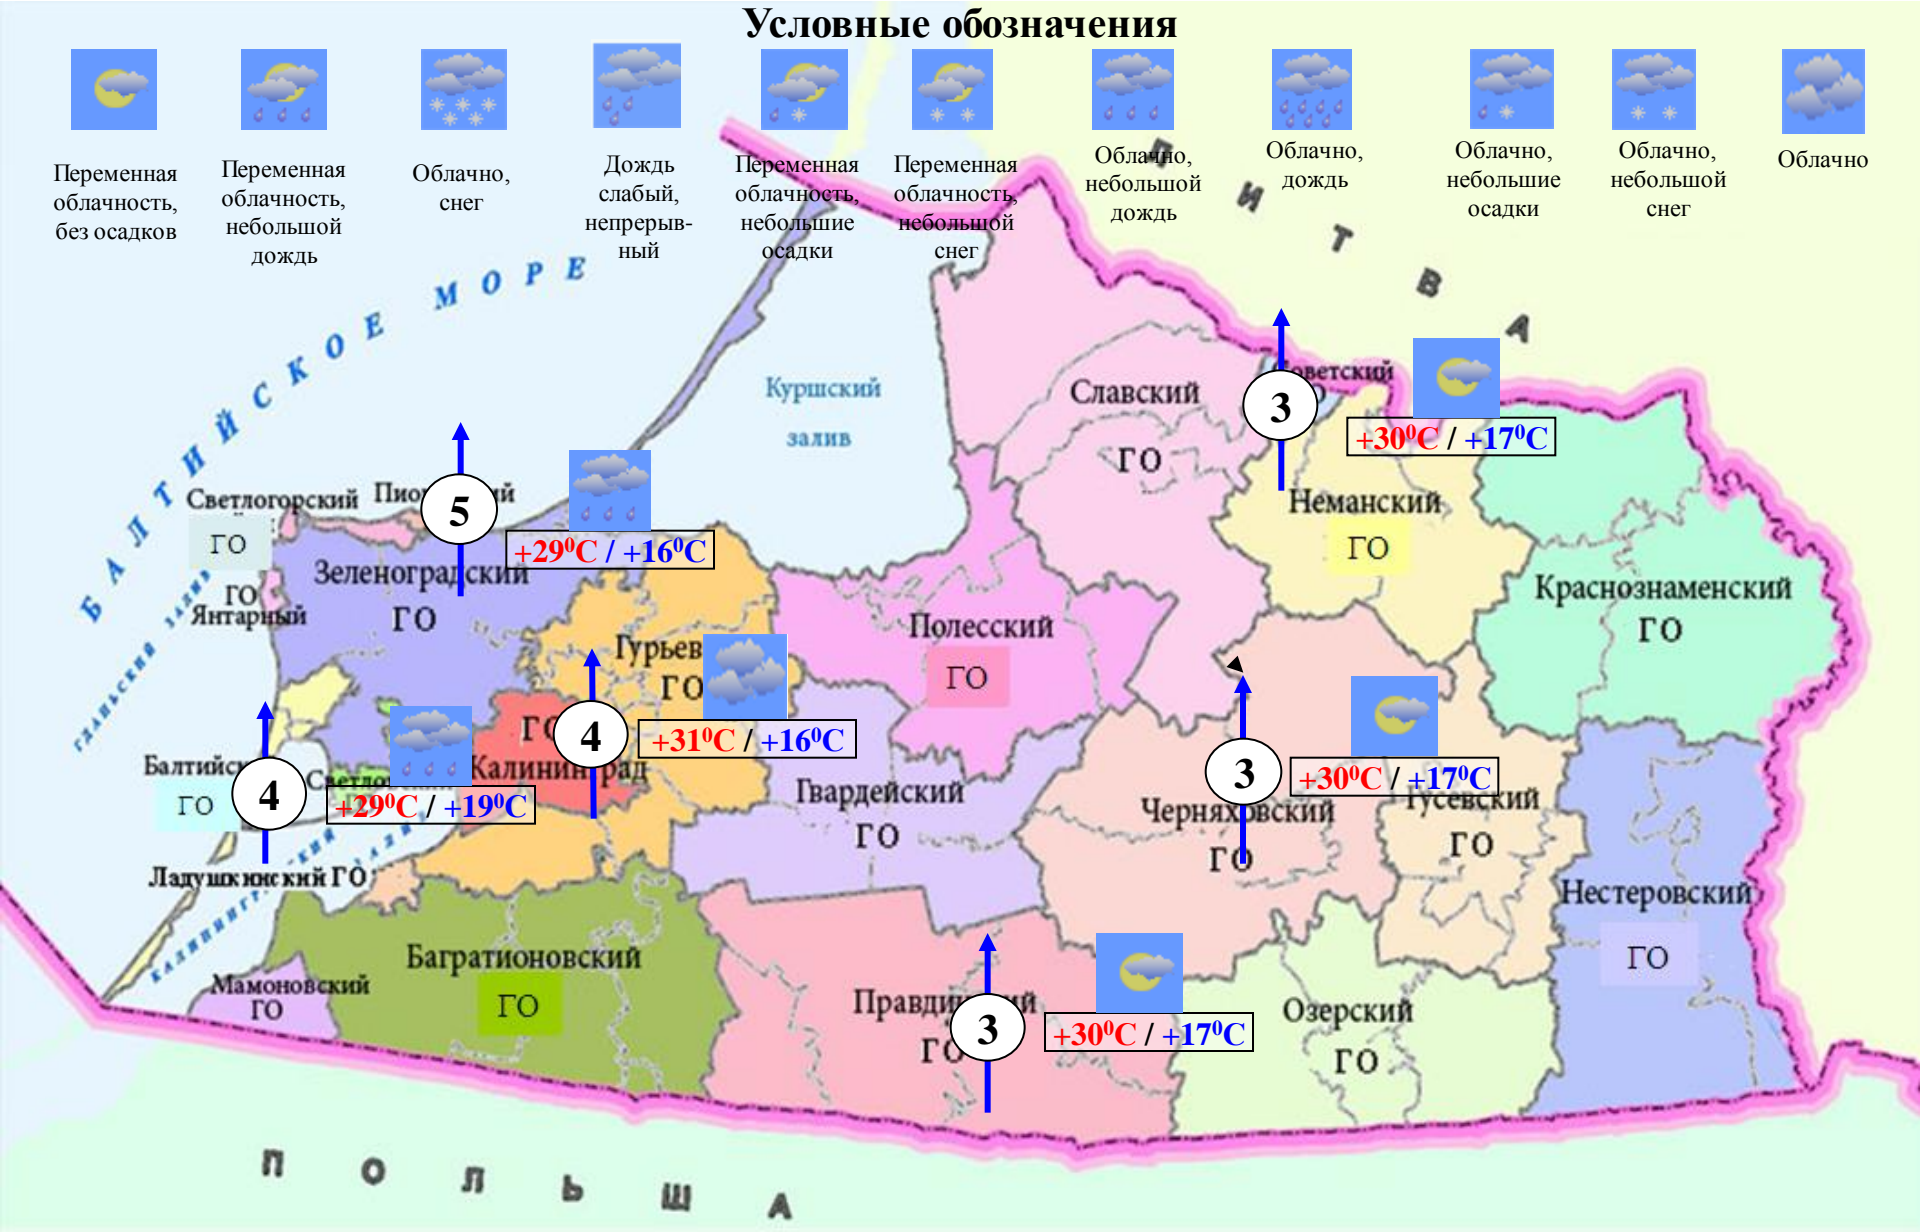 Условные обозначения
Переменная
облачность,
без осадков
Переменная
облачность,
небольшой
дождь
Облачно,
снег
Дождь
слабый,
непрерыв-
ный
Переменная
облачность,
небольшие
осадки
Переменная
облачность,
небольшой
снег
Облачно,
небольшой
дождь
Облачно,
дождь
Облачно,
небольшие
осадки
Облачно,
небольшой
снег
Облачно
БАЛТИЙСКОЕ МОРЕ
ЛИТВА
Куршский
залив
Славский
ГО
3
+30⁰C / +17⁰C
Неманский
ГО
Светлогорский
ГО
5
+29⁰C / +16⁰C
Зеленоградский
ГО
ГО
Янтарный
Краснознаменский
ГО
Полесский
ГО
ГО
4
+31⁰C / +16⁰C
ГО
Калининград
4
+29⁰C / +19⁰C
ГО
Гвардейский
ГО
3
+30⁰C / +17⁰C
Черняховский
ГО
Гусевский
ГО
Нестеровский
ГО
Ладушкинский ГО
Багратионовский
ГО
Мамоновский
ГО
3
+30⁰C / +17⁰C
ГО
Озерский
ГО
ПОЛЬША